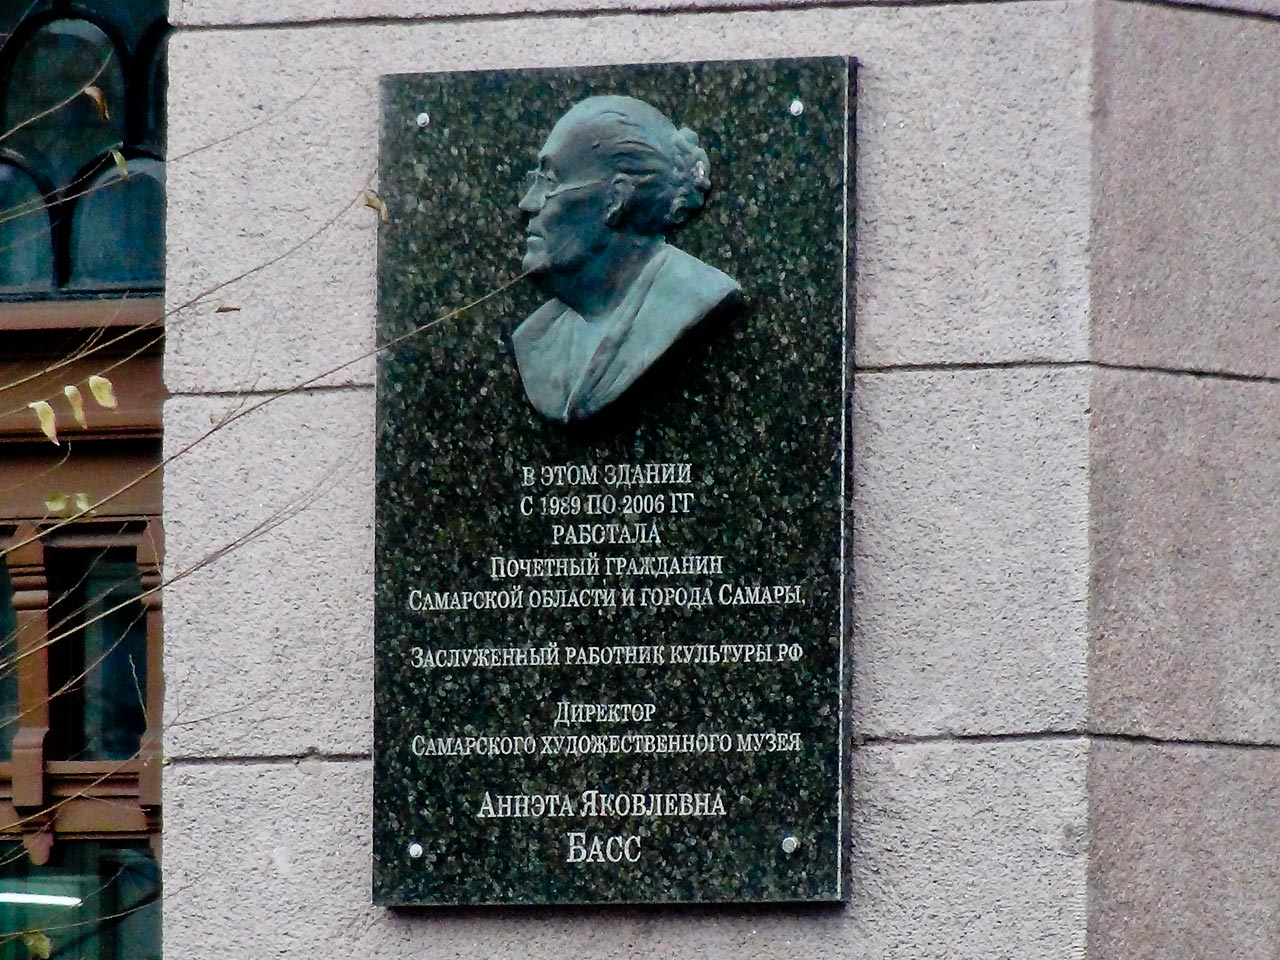 В ЭТОМ ЗДАНИИ
С 1989 ПО 2006 ГГ
РАБОТАЛА
ПОЧЕТНЫЙ ГРАЖДАНИН
САМАРСКОЙ ОБЛАСТИ И ГОРОДА САМАРЫ,
ЗАСЛУЖЕННЫЙ РАБОТНИК КУЛЬТУРЫ РФ
ДИРЕКТОР
САМАРСКОГО ХУДОЖЕСТВЕННОГО МУЗЕЯ
АННЭТА ЯКОВЛЕВНА
БАСС